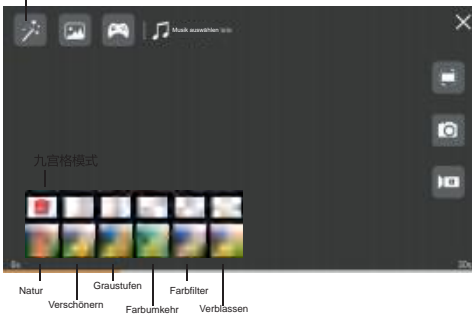 Musik auswählen
九宫格模式
Natur
Verschönern
Graustufen
Farbumkehr
Farbfilter
Verblassen